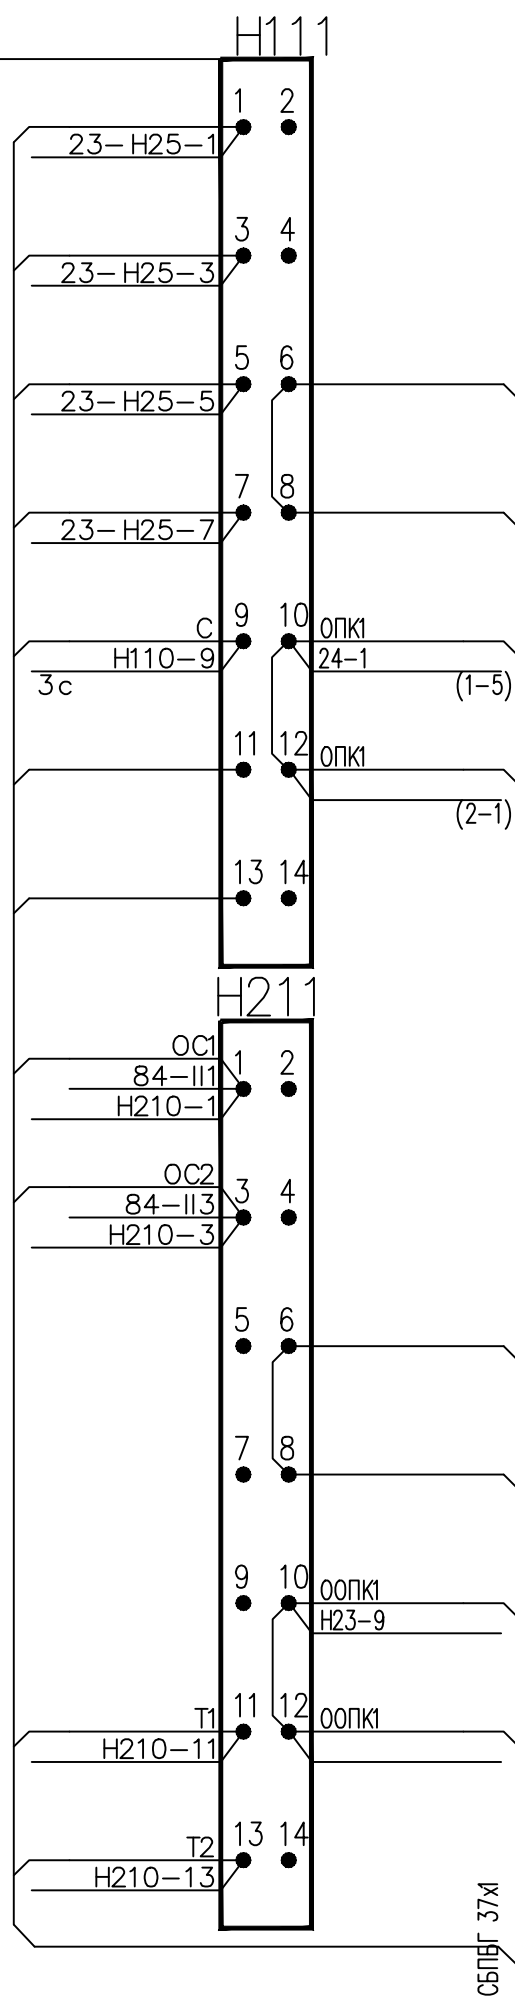 Н111
1 2
23-Н25-1
3 4
23-Н25-3
5 6
23-Н25-5
7 8
23-Н25-7
С 9 10 ОПК1
Н110-9 24-1
3с (1-5)
11 12 ОПК1
(2-1)
13 14
Н211
ОС1
1 2
84-II1
Н210-1
ОС2
3 4
84-II3
Н210-3
5 6
7 8
9 10 ООПК1
Н23-9
Т1 11 12 ООПК1
Н210-11
Т2 13 14
Н210-13
СБПБГ 37х1